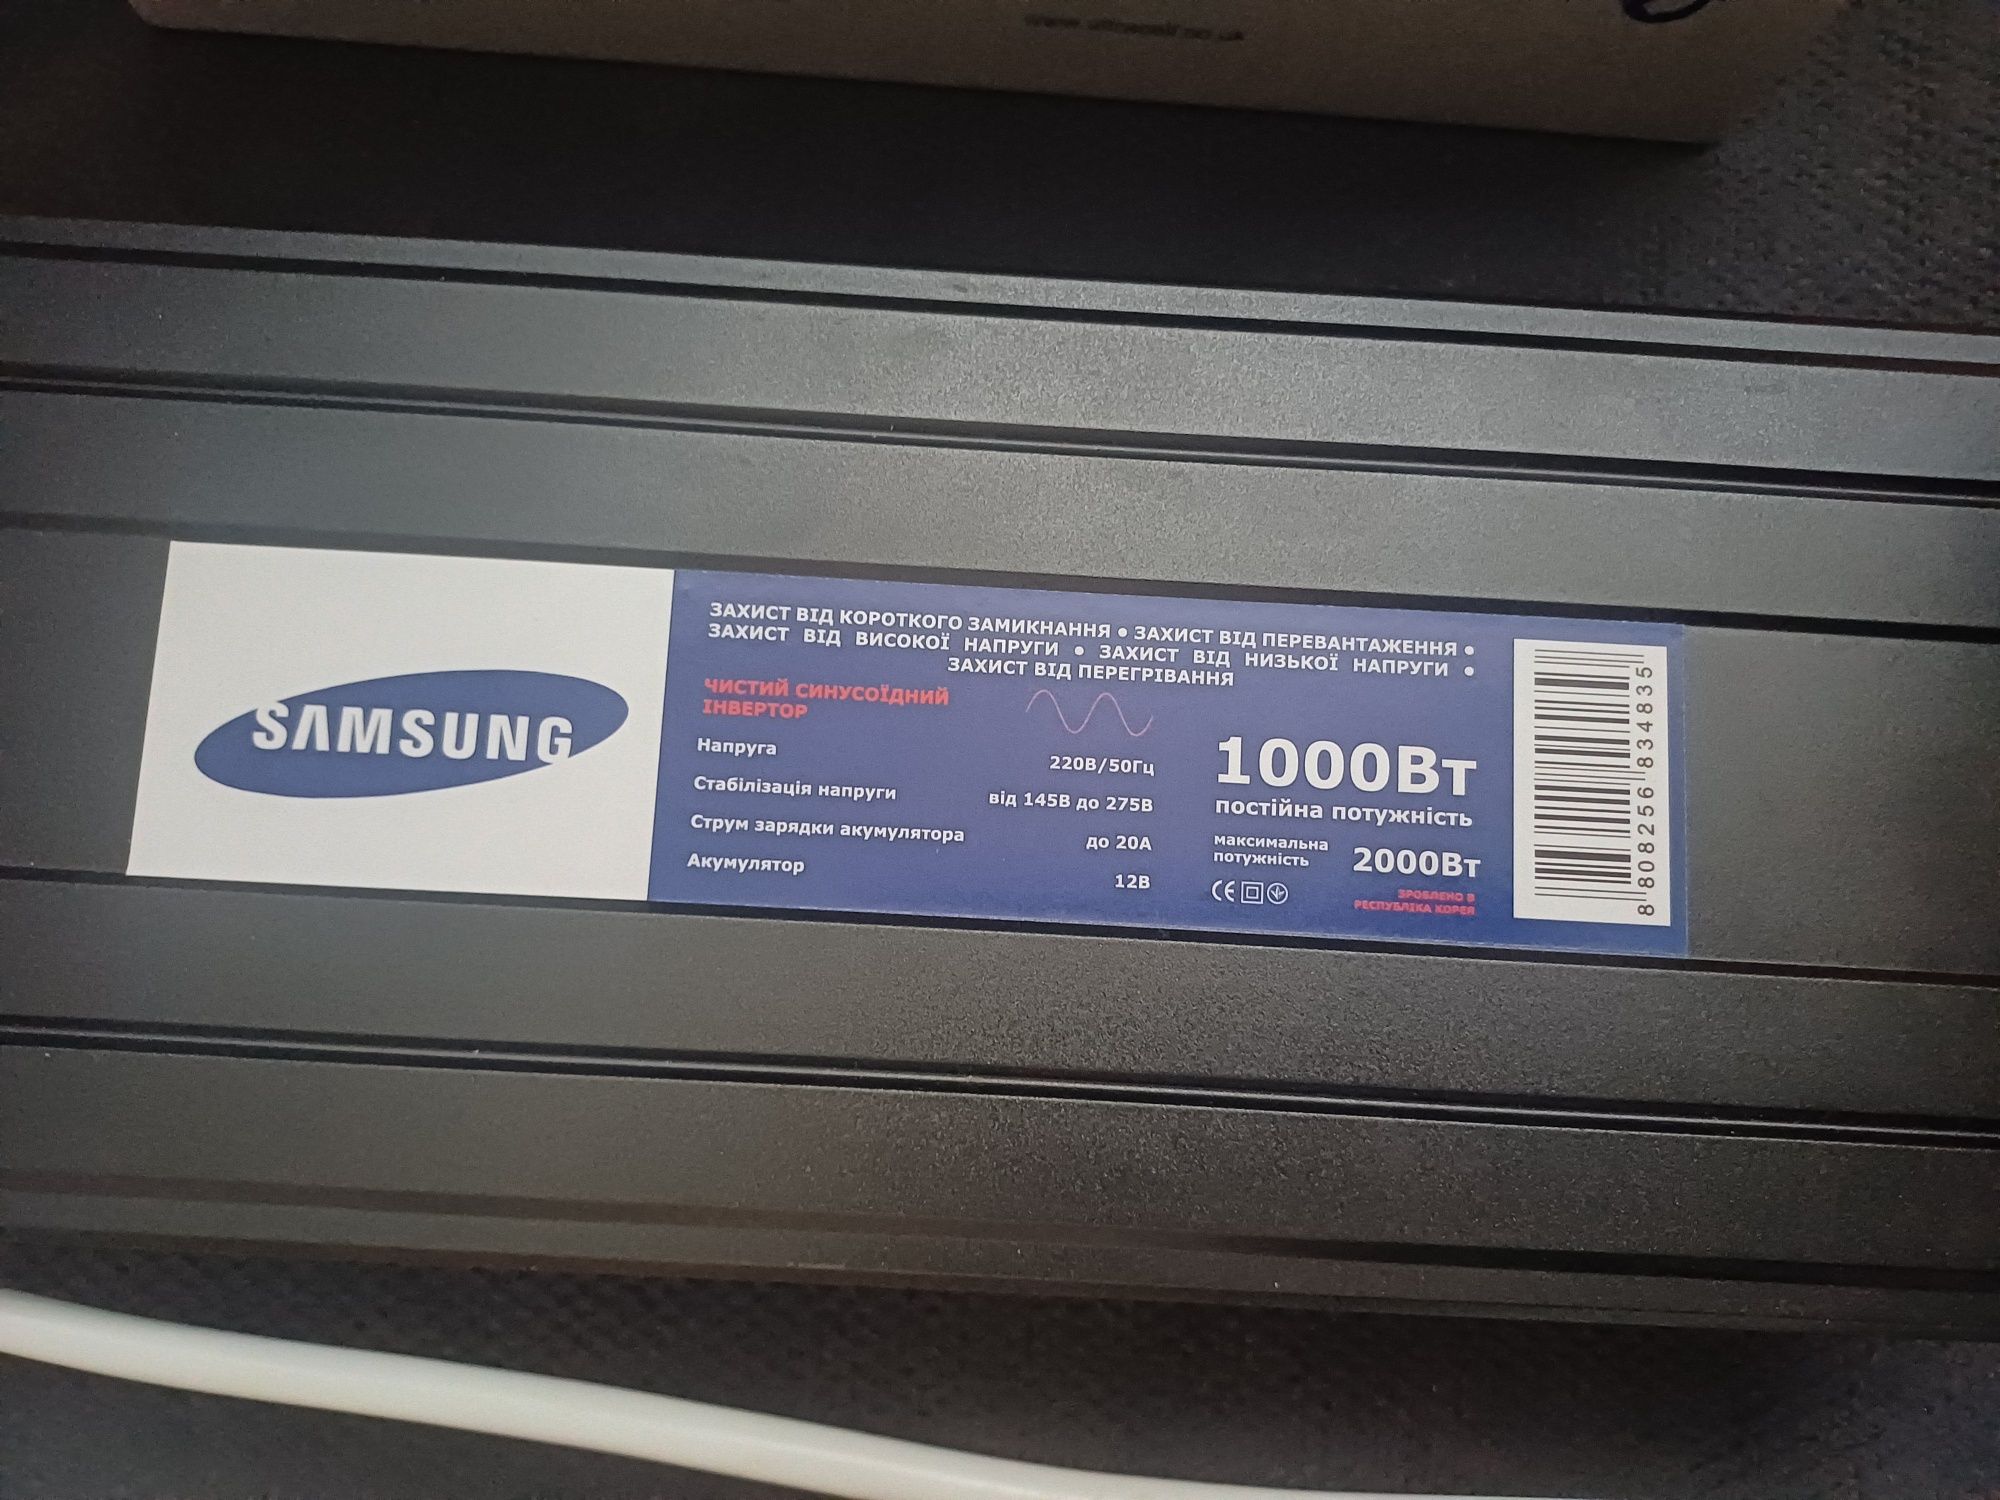 SAMSUNG
ЗАХИСТ ВІД КОРОТКОГО ЗАМИКНАННЯ ● ЗАХИСТ ВІД ПЕРЕВАНТАЖЕННЯ ●
ЗАХИСТ ВІД ВИСОКОЇ НАПРУГИ ● ЗАХИСТ ВІД НИЗЬКОЇ НАПРУГИ ●
ЗАХИСТ ВІД ПЕРЕГРІВАННЯ
ЧИСТИЙ СИНУСОЇДНИЙ
ІНВЕРТОР
Напруга 220В/50Гц
Стабілізація напруги від 145В до 275В
Струм зарядки акумулятора до 20А
Акумулятор 12В
1000Вт
постійна потужність
максимальна
потужність 2000Вт
CE
ЗРОБЛЕНО В
РЕСПУБЛІКА КОРЕЯ
8 808256 834835